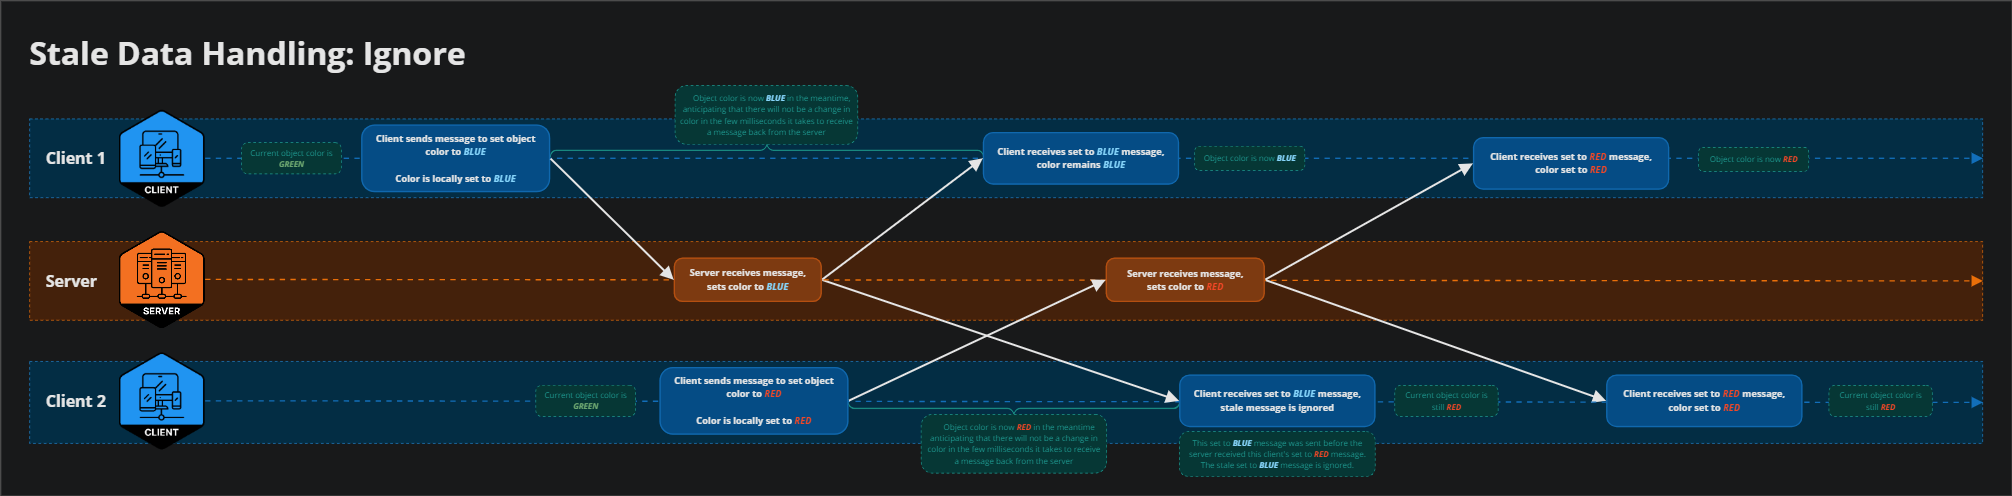 Stale Data Handling: Ignore
Object color is now BLUE in the meantime,
anticipating that there will not be a change in
color in the few milliseconds it takes to receive
a message back from the server
Client 1
CLIENT
Current object color is
GREEN
Client sends message to set object
color to BLUE
Color is locally set to BLUE
Client receives set to BLUE message,
color remains BLUE
Object color is now BLUE
Client receives set to RED message,
color set to RED
Object color is now RED
Server
SERVER
Server receives message,
sets color to BLUE
Server receives message,
sets color to RED
Client 2
CLIENT
Current object color is
GREEN
Client sends message to set object
color to RED
Color is locally set to RED
Object color is now RED in the meantime
anticipating that there will not be a change in
color in the few milliseconds it takes to receive
a message back from the server
Client receives set to BLUE message,
stale message is ignored
This set to BLUE message was sent before the
server received this client's set to RED message.
The stale set to BLUE message is ignored.
Current object color is
still RED
Client receives set to RED message,
color set to RED
Current object color is
still RED